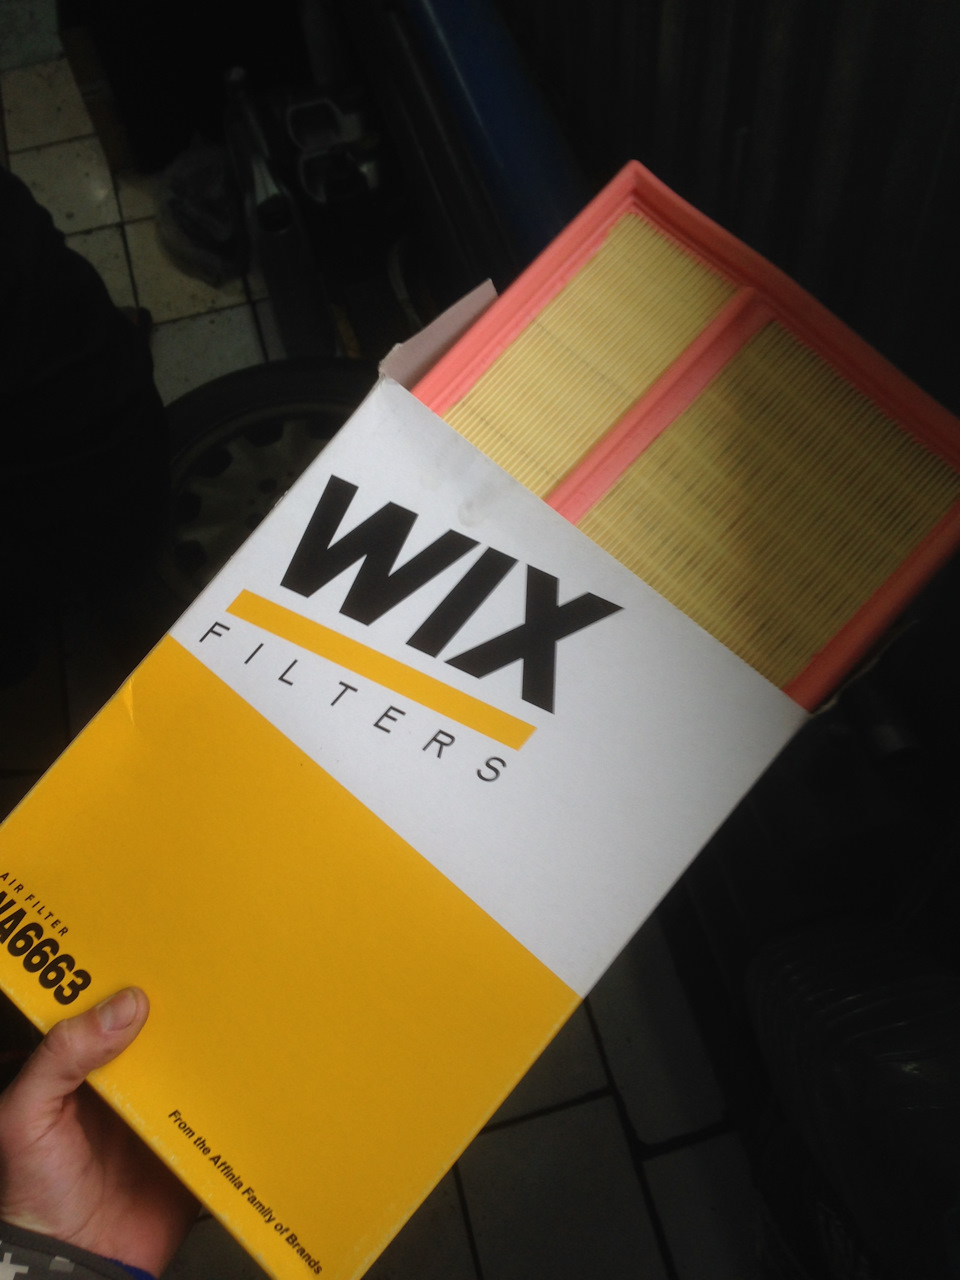 WIX
FILTERS
AIR FILTER
WA6663
From the Affinia Family of Brands